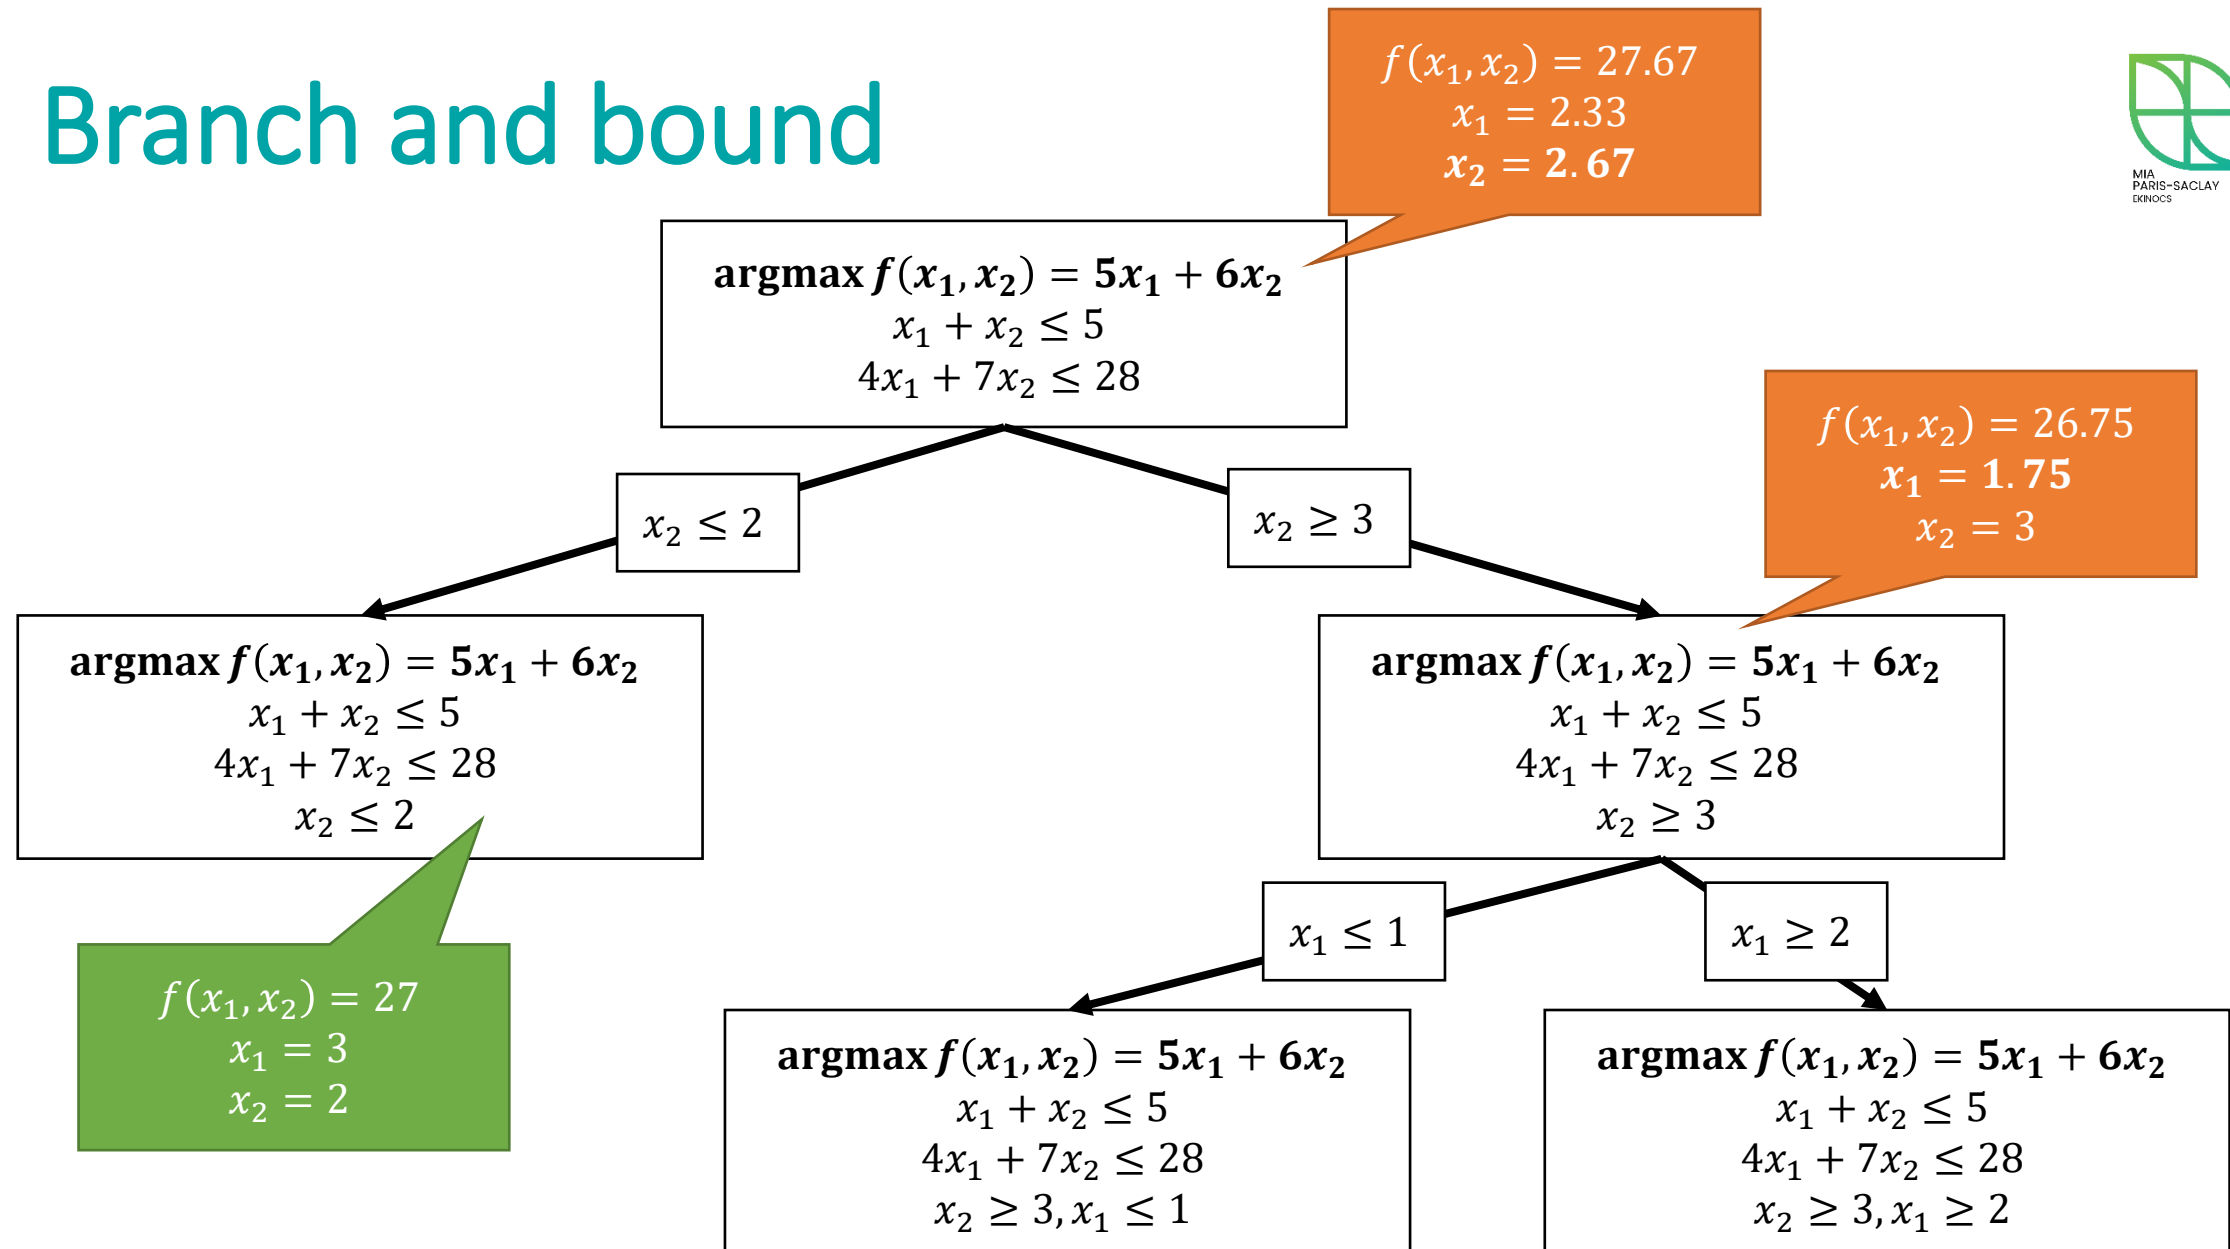 Branch and bound
f(x₁, x₂) = 27.67
x₁ = 2.33
x₂ = 2.67
MIA
PARIS-SACLAY
EKINOCS
argmax f(x₁, x₂) = 5x₁ + 6x₂
x₁ + x₂ ≤ 5
4x₁ + 7x₂ ≤ 28
f(x₁, x₂) = 26.75
x₁ = 1.75
x₂ = 3
x₂ ≤ 2
x₂ ≥ 3
argmax f(x₁, x₂) = 5x₁ + 6x₂
x₁ + x₂ ≤ 5
4x₁ + 7x₂ ≤ 28
x₂ ≤ 2
argmax f(x₁, x₂) = 5x₁ + 6x₂
x₁ + x₂ ≤ 5
4x₁ + 7x₂ ≤ 28
x₂ ≥ 3
f(x₁, x₂) = 27
x₁ = 3
x₂ = 2
x₁ ≤ 1
x₁ ≥ 2
argmax f(x₁, x₂) = 5x₁ + 6x₂
x₁ + x₂ ≤ 5
4x₁ + 7x₂ ≤ 28
x₂ ≥ 3, x₁ ≤ 1
argmax f(x₁, x₂) = 5x₁ + 6x₂
x₁ + x₂ ≤ 5
4x₁ + 7x₂ ≤ 28
x₂ ≥ 3, x₁ ≥ 2